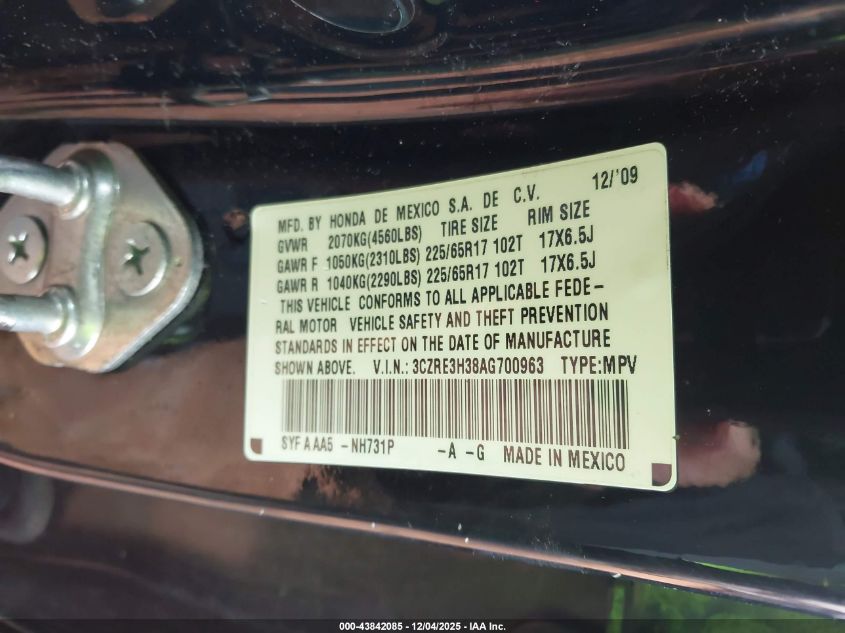 12/'09
MFD. BY HONDA DE MEXICO S.A. DE C.V.
GVWR 2070KG(4560LBS) TIRE SIZE RIM SIZE
GAWR F 1050KG(2310LBS) 225/65R17 102T 17X6.5J
GAWR R 1040KG(2290LBS) 225/65R17 102T 17X6.5J
THIS VEHICLE CONFORMS TO ALL APPLICABLE FEDE-
RAL MOTOR VEHICLE SAFETY AND THEFT PREVENTION
STANDARDS IN EFFECT ON THE DATE OF MANUFACTURE
SHOWN ABOVE. V.I.N.: 3CZRE3H38AG700963 TYPE:MPV
SYF A AA5 -NH731P -A -G MADE IN MEXICO
000-43842085 - 12/04/2025 - IAA Inc.